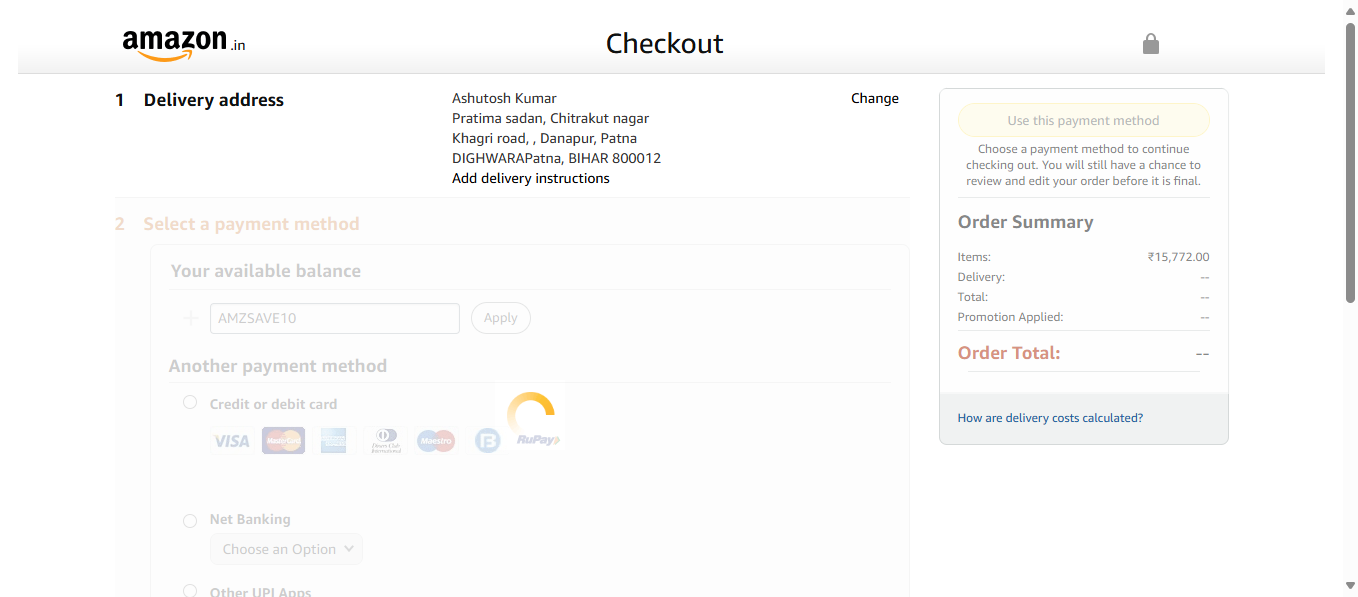 amazon.in
Checkout
1 Delivery address
Ashutosh Kumar
Pratima sadan, Chitrakut nagar
Khagri road, , Danapur, Patna
DIGHWARAPatna, BIHAR 800012
Add delivery instructions
Change
2 Select a payment method
Your available balance
AMZSAVE10
Apply
Another payment method
Credit or debit card
VISA
MasterCard
Diners Club
International
Maestro
B
RuPay
Net Banking
Choose an Option
Other UPI Apps
Use this payment method
Choose a payment method to continue
checking out. You will still have a chance to
review and edit your order before it is final.
Order Summary
Items: ₹15,772.00
Delivery: --
Total: --
Promotion Applied: --
Order Total: --
How are delivery costs calculated?